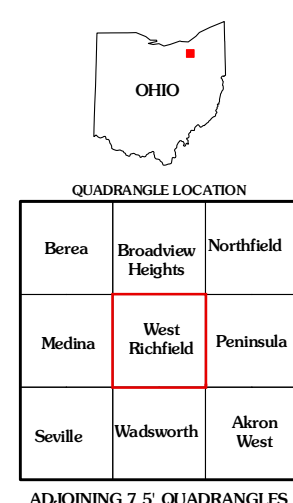 OHIO
QUADRANGLE LOCATION
Berea
Broadview
Heights
Northfield
Medina
West
Richfield
Peninsula
Seville
Wadsworth
Akron
West
ADJOINING 7.5' QUADRANGLES